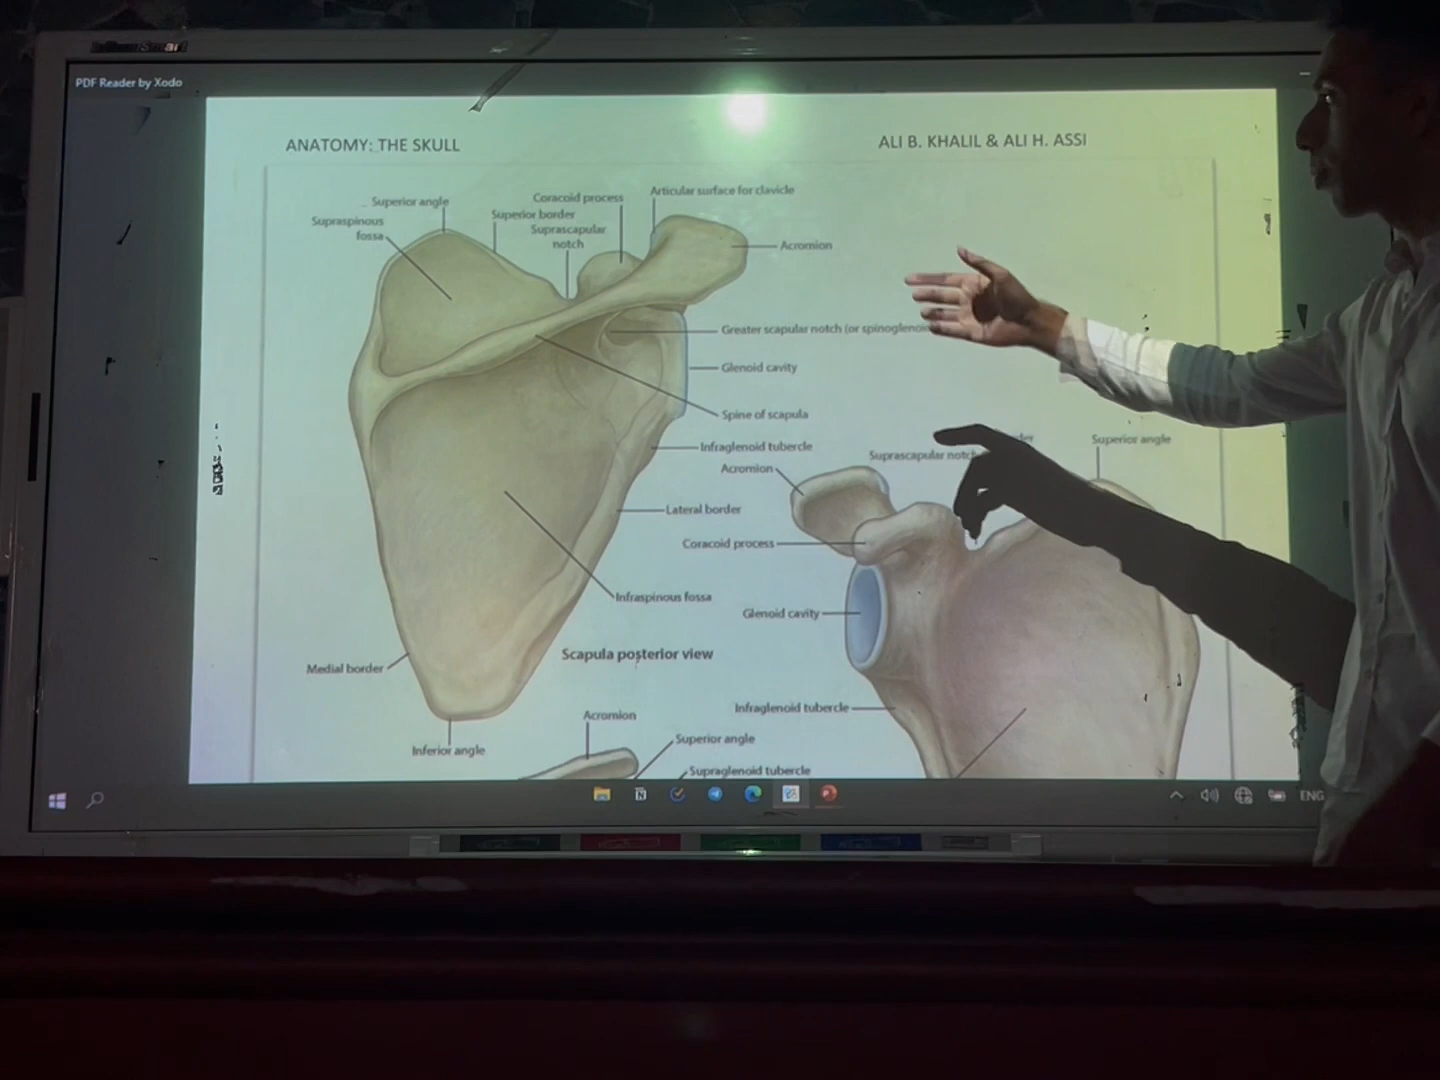 PDF Reader by Xodo
ANATOMY: THE SKULL
ALI B. KHALIL & ALI H. ASSI
Superior angle
Supraspinous
fossa
Coracoid process
Superior border
Suprascapular
notch
Articular surface for clavicle
Acromion
Greater scapular notch (or spinoglenoid
Glenoid cavity
Spine of scapula
Infraglenoid tubercle
Lateral border
Infraspinous fossa
Medial border
Inferior angle
Scapula posterior view
Acromion
Suprascapular notch
Superior angle
Coracoid process
Glenoid cavity
Infraglenoid tubercle
Acromion
Superior angle
Supraglenoid tubercle
ENG